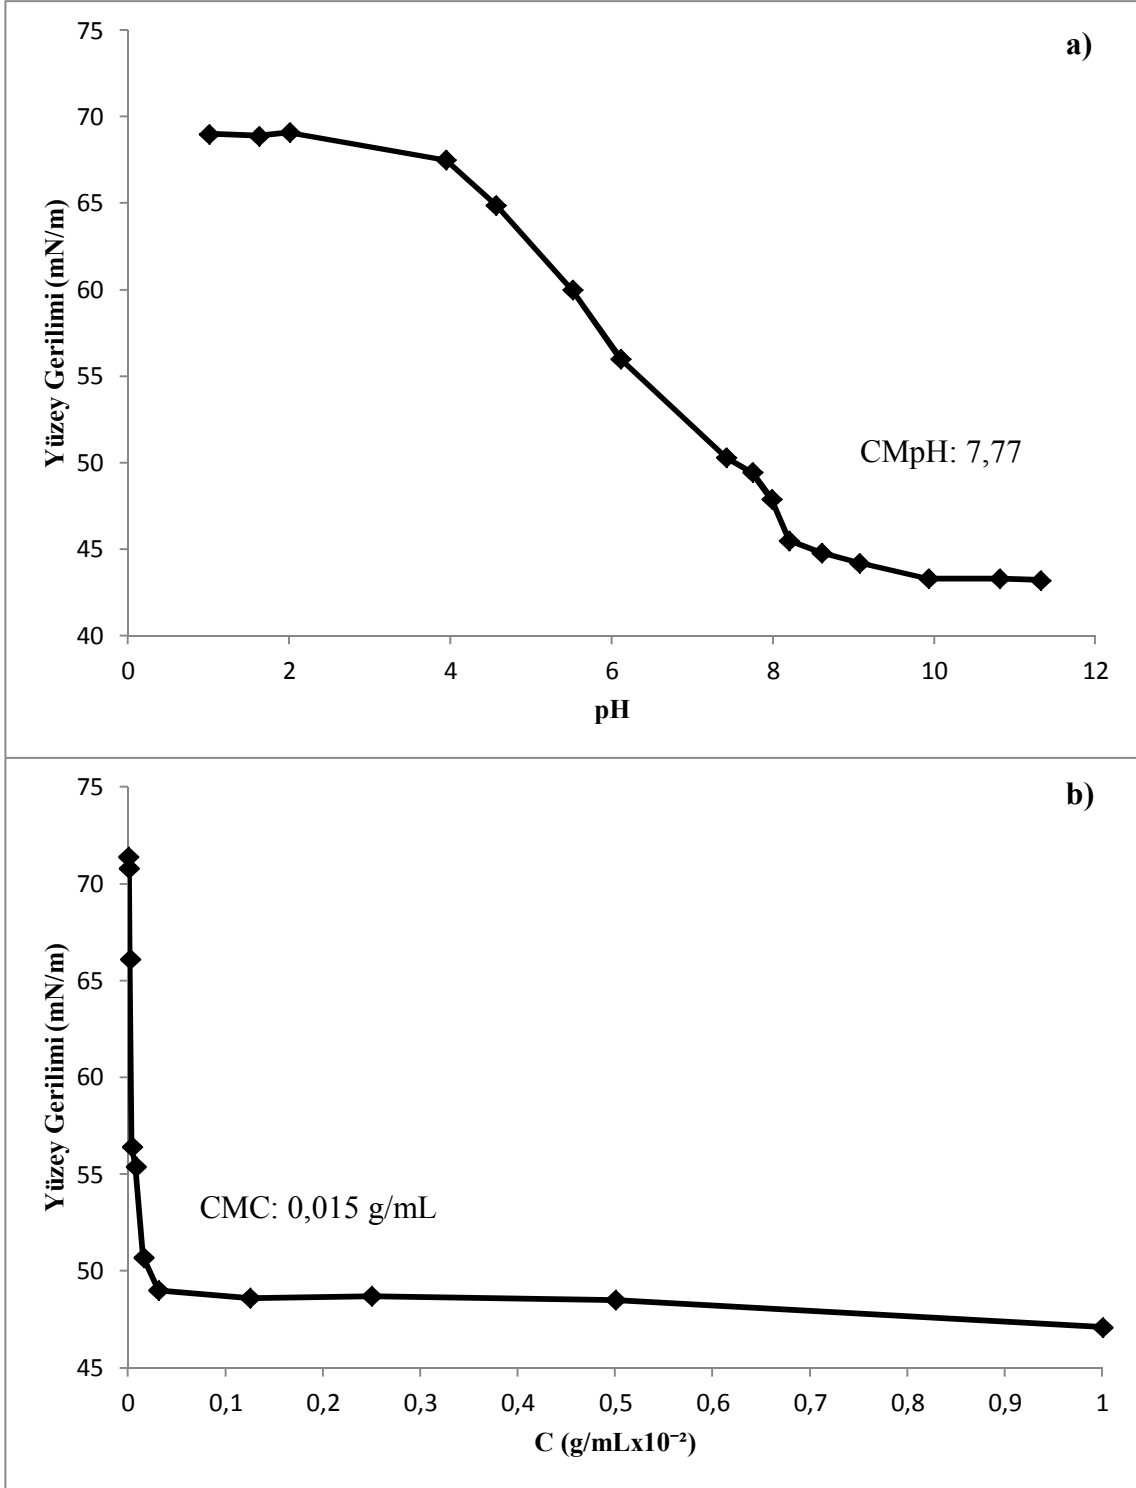 a)
75
70
65
60
55
50
45
40
Yüzey Gerilimi (mN/m)
CMpH: 7,77
0 2 4 6 8 10 12
pH
b)
75
70
65
60
55
50
45
Yüzey Gerilimi (mN/m)
CMC: 0,015 g/mL
0 0,1 0,2 0,3 0,4 0,5 0,6 0,7 0,8 0,9 1
C (g/mLx10⁻²)